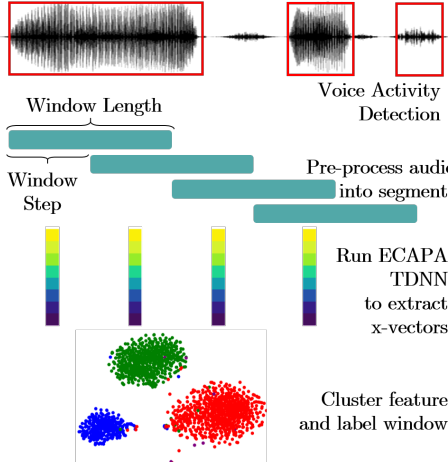 Voice Activity
Detection
Window Length
Window
Step
Pre-process audio
into segment
Run ECAPA
TDNN
to extract
x-vectors
Cluster feature
and label window